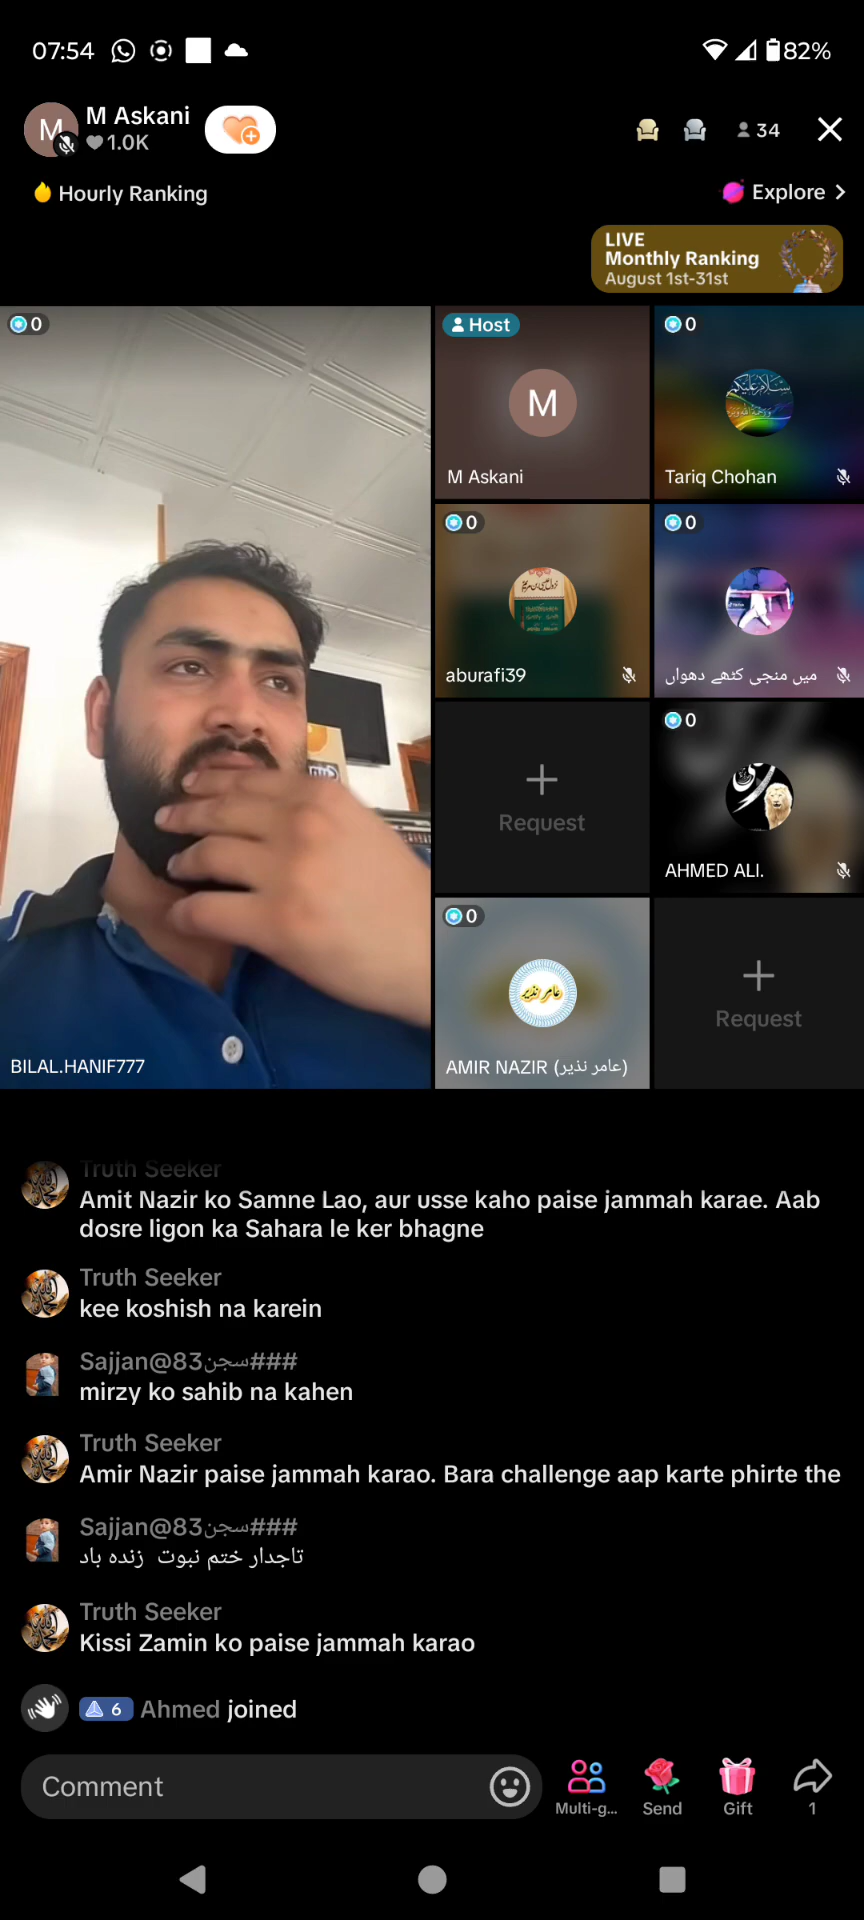 07:54
82%
M
M Askani
1.0K
34
Hourly Ranking
Explore
LIVE
Monthly Ranking
August 1st-31st
0
BILAL.HANIF777
Host
M
M Askani
0
Tariq Chohan
0
aburafi39
0
میں منجی کتھے دھواں
Request
0
AHMED ALI.
0
عامر نذیر
AMIR NAZIR (عامر نذیر)
Request
Truth Seeker
Amit Nazir ko Samne Lao, aur usse kaho paise jammah karae. Aab
dosre ligon ka Sahara le ker bhagne
Truth Seeker
kee koshish na karein
Sajjan@83سجن###
mirzy ko sahib na kahen
Truth Seeker
Amir Nazir paise jammah karao. Bara challenge aap karte phirte the
Sajjan@83سجن###
تاجدار ختم نبوت زندہ باد
Truth Seeker
Kissi Zamin ko paise jammah karao
6 Ahmed joined
Comment
Multi-g...
Send
Gift
1